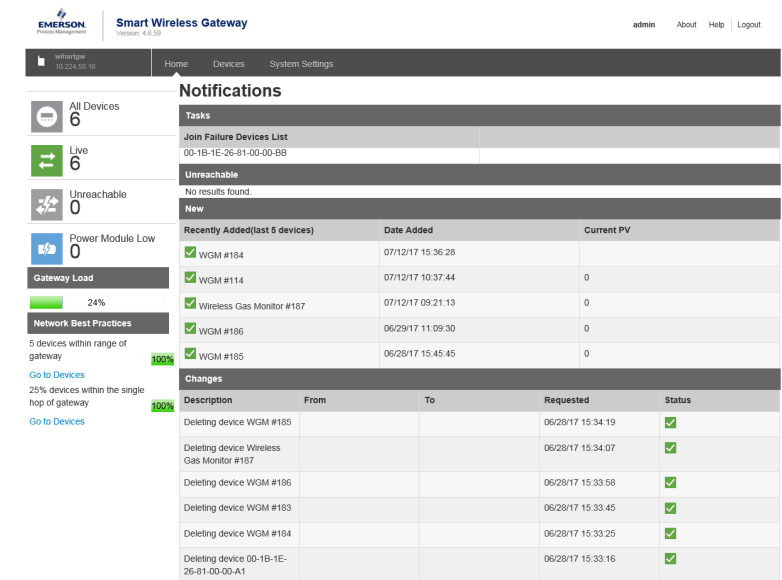 EMERSON.
Process Management
Smart Wireless Gateway
Version: 4.6.59
admin About Help Logout
wihartgw
10.224.58.16
Home Devices System Settings
Notifications
All Devices
6
Live
6
Unreachable
0
Power Module Low
0
Gateway Load
24%
Network Best Practices
5 devices within range of
gateway
100%
Go to Devices
25% devices within the single
hop of gateway
100%
Go to Devices
Tasks
Join Failure Devices List
00-1B-1E-26-81-00-00-BB
Unreachable
No results found.
New
Recently Added(last 5 devices) Date Added Current PV
WGM #184 07/12/17 15:36:28
WGM #114 07/12/17 10:37:44 0
Wireless Gas Monitor #187 07/12/17 09:21:13 0
WGM #186 06/29/17 11:09:30 0
WGM #185 06/28/17 15:45:45 0
Changes
Description From To Requested Status
Deleting device WGM #185 06/28/17 15:34:19
Deleting device Wireless 06/28/17 15:34:07
Gas Monitor #187
Deleting device WGM #186 06/28/17 15:33:58
Deleting device WGM #183 06/28/17 15:33:45
Deleting device WGM #184 06/28/17 15:33:25
Deleting device 00-1B-1E- 06/28/17 15:33:16
26-81-00-00-A1